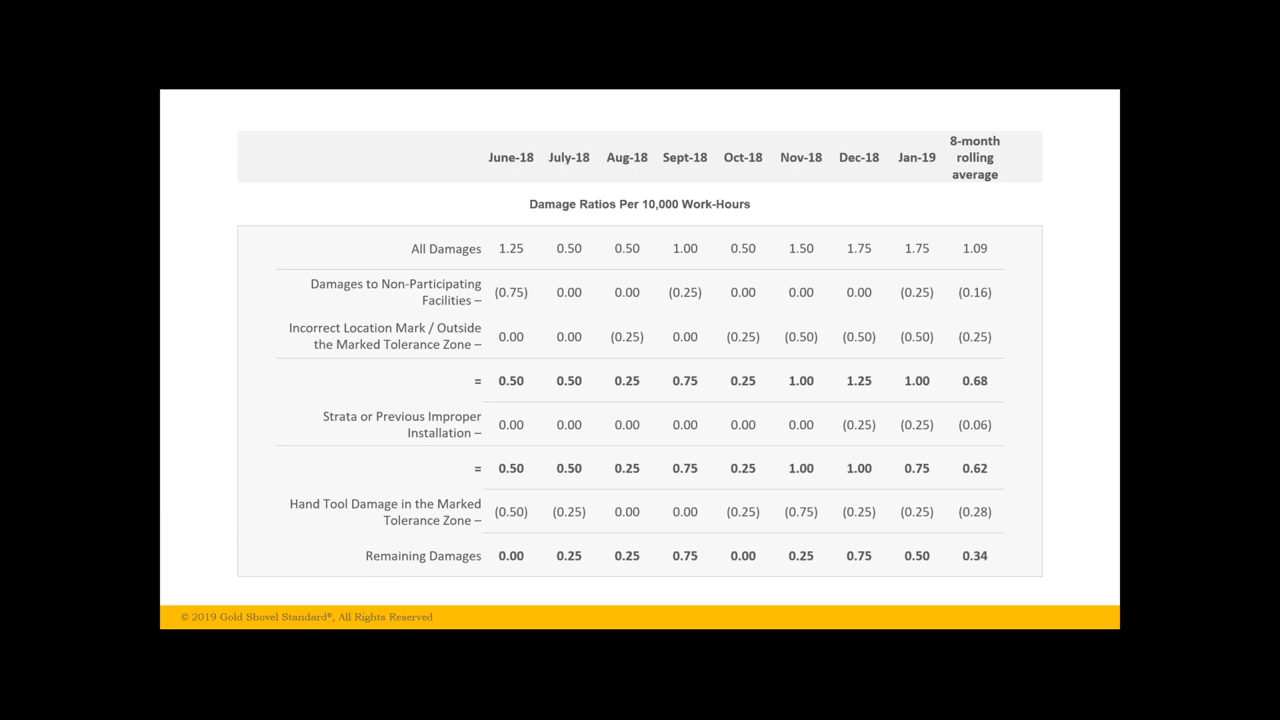 June-18 July-18 Aug-18 Sept-18 Oct-18 Nov-18 Dec-18 Jan-19 8-month rolling average
Damage Ratios Per 10,000 Work-Hours
All Damages 1.25 0.50 0.50 1.00 0.50 1.50 1.75 1.75 1.09
Damages to Non-Participating
Facilities – (0.75) 0.00 0.00 (0.25) 0.00 0.00 0.00 (0.25) (0.16)
Incorrect Location Mark / Outside
the Marked Tolerance Zone – 0.00 0.00 (0.25) 0.00 (0.25) (0.50) (0.50) (0.50) (0.25)
= 0.50 0.50 0.25 0.75 0.25 1.00 1.25 1.00 0.68
Strata or Previous Improper
Installation – 0.00 0.00 0.00 0.00 0.00 0.00 (0.25) (0.25) (0.06)
= 0.50 0.50 0.25 0.75 0.25 1.00 1.00 0.75 0.62
Hand Tool Damage in the Marked
Tolerance Zone – (0.50) (0.25) 0.00 0.00 (0.25) (0.75) (0.25) (0.25) (0.28)
Remaining Damages 0.00 0.25 0.25 0.75 0.00 0.25 0.75 0.50 0.34
© 2019 Gold Shovel Standard®, All Rights Reserved